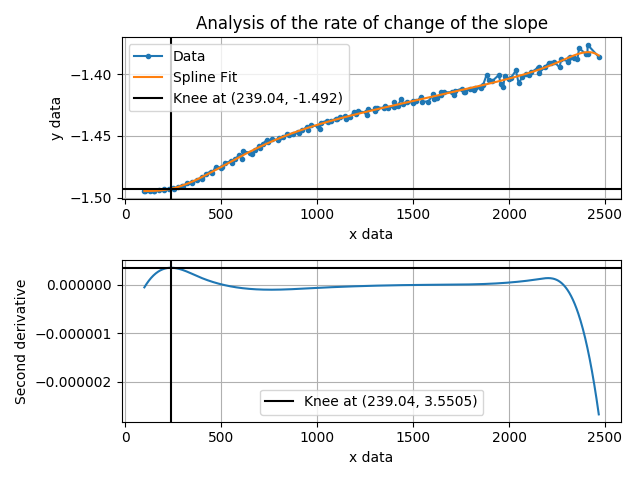 Analysis of the rate of change of the slope
Data
Spline Fit
Knee at (239.04, -1.492)
−1.40
−1.45
−1.50
y data
0 500 1000 1500 2000 2500
x data
0.000000
−0.000001
−0.000002
Second derivative
Knee at (239.04, 3.5505)
0 500 1000 1500 2000 2500
x data